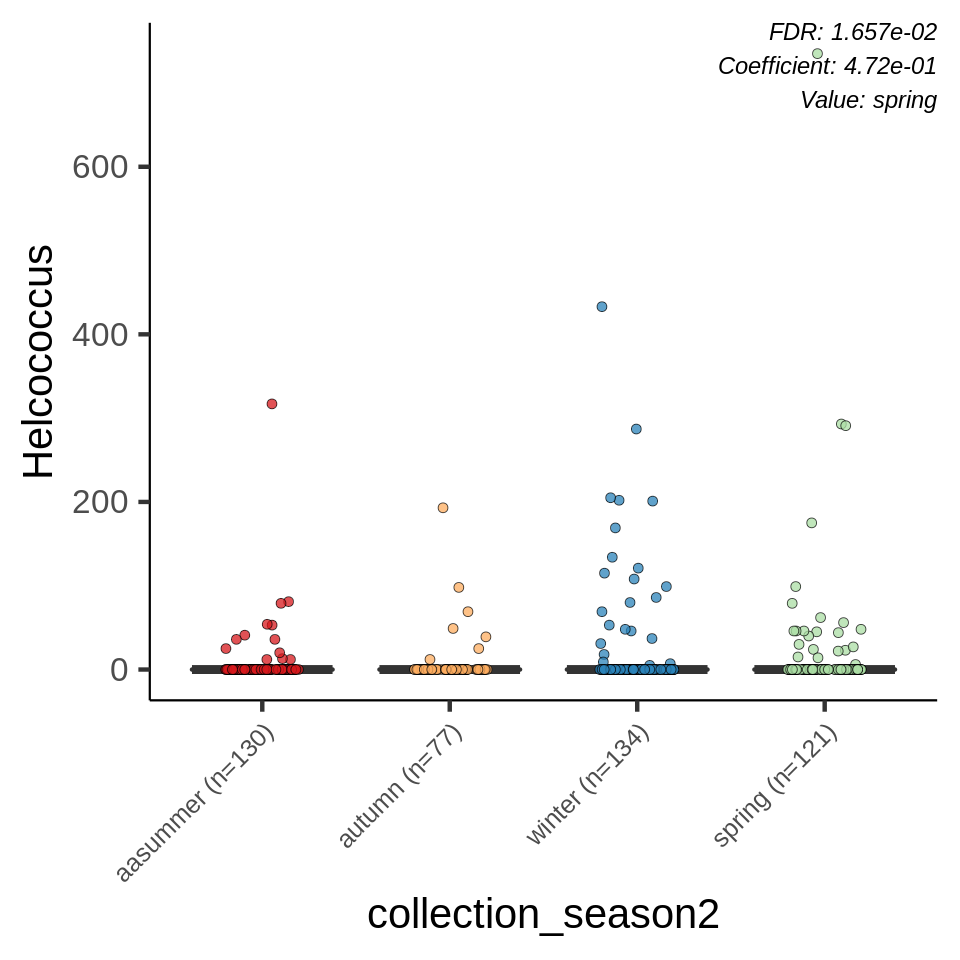 FDR: 1.657e-02
Coefficient: 4.72e-01
Value: spring
Helcococcus
600
400
200
0
aasummer (n=130)
autumn (n=77)
winter (n=134)
spring (n=121)
collection_season2